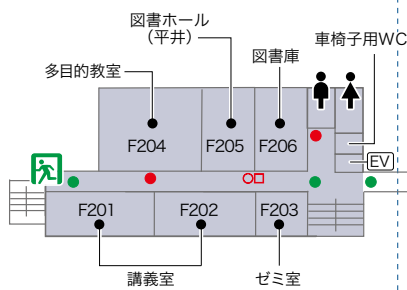 図書ホール
（平井）
車椅子用WC
図書庫
多目的教室
F204
F205
F206
EV
F201
F202
F203
講義室
ゼミ室